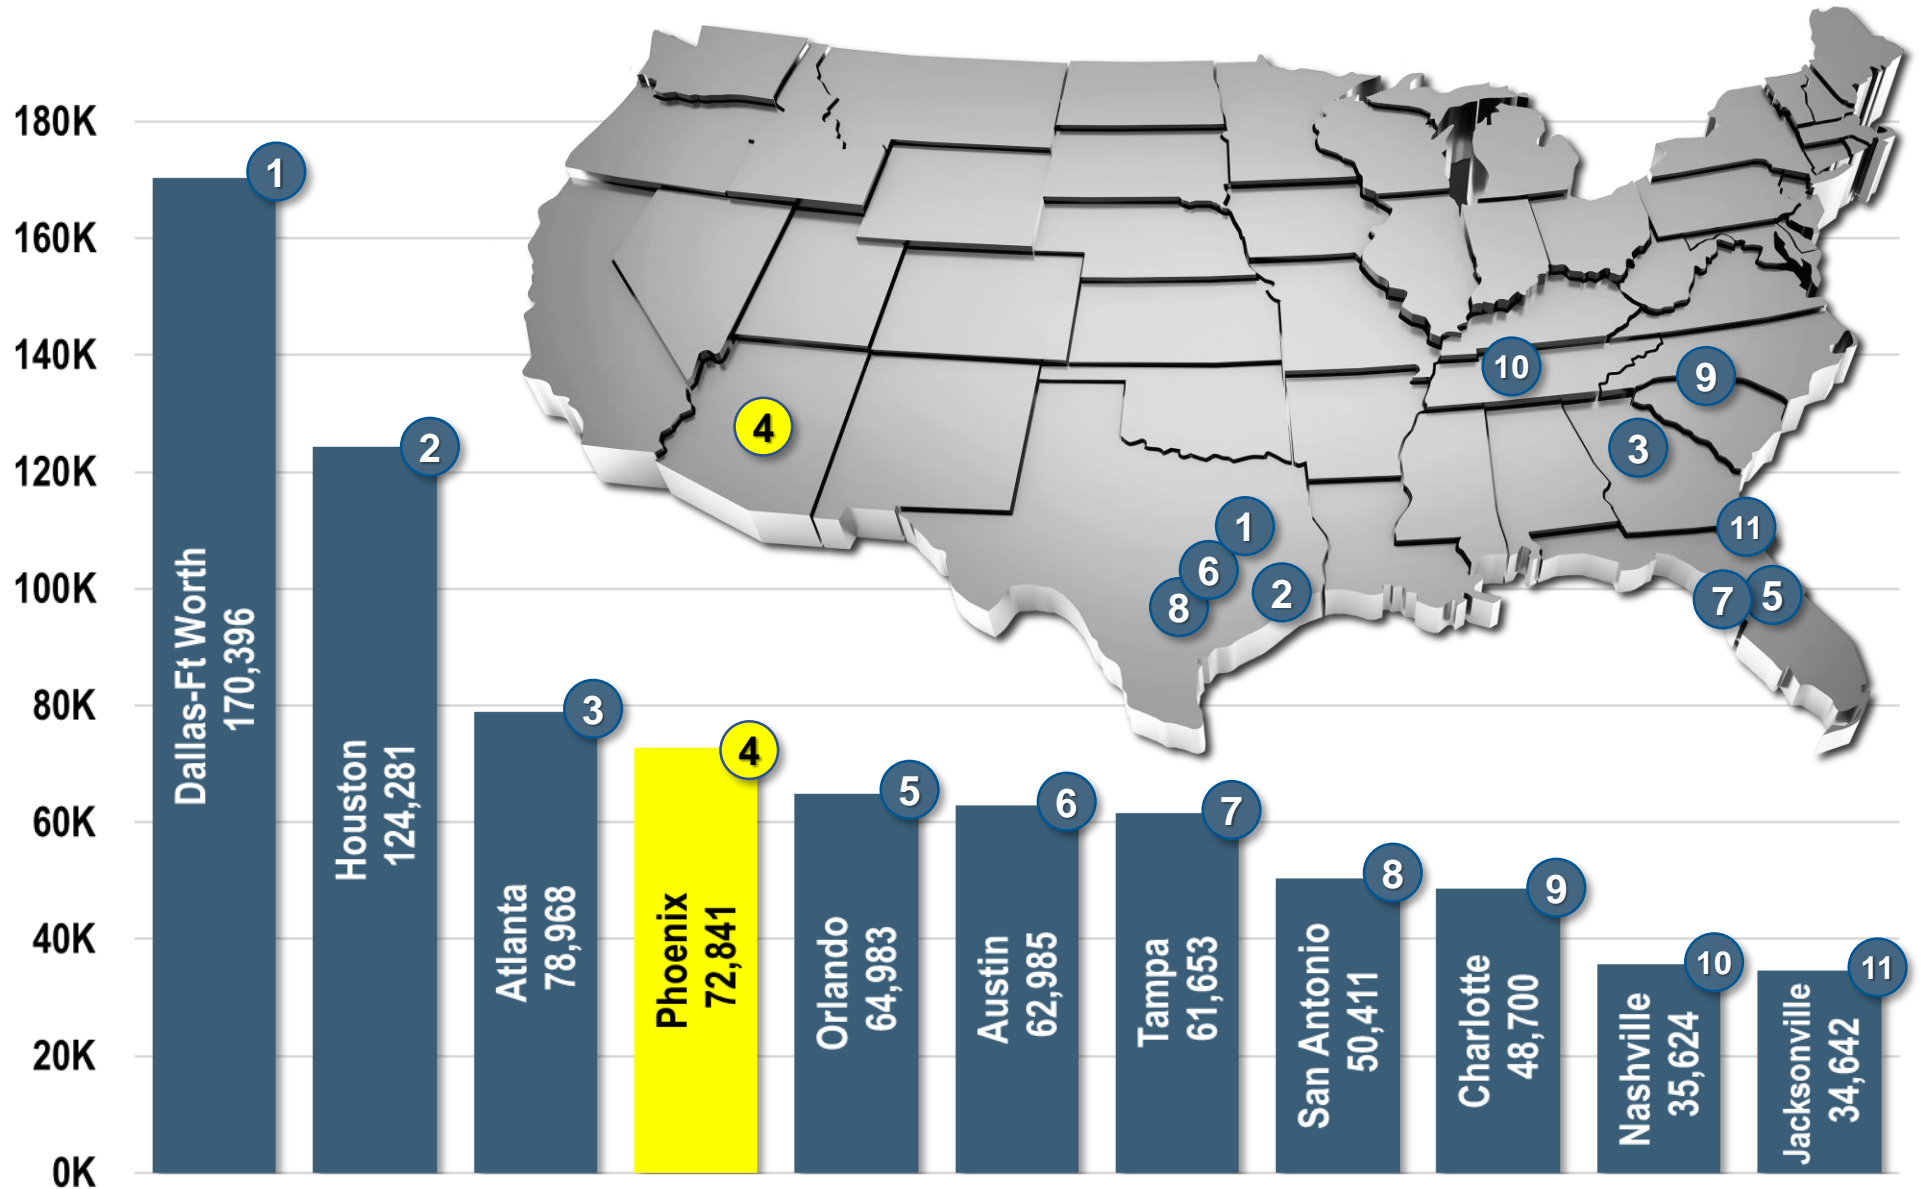 180K
160K
140K
120K
100K
80K
60K
40K
20K
0K
1
2
3
4
5
6
7
8
9
10
11
Dallas-Ft Worth
170,396
Houston
124,281
Atlanta
78,968
Phoenix
72,841
Orlando
64,983
Austin
62,985
Tampa
61,653
San Antonio
50,411
Charlotte
48,700
Nashville
35,624
Jacksonville
34,642
10
9
4
3
1
11
6
2
8
7
5